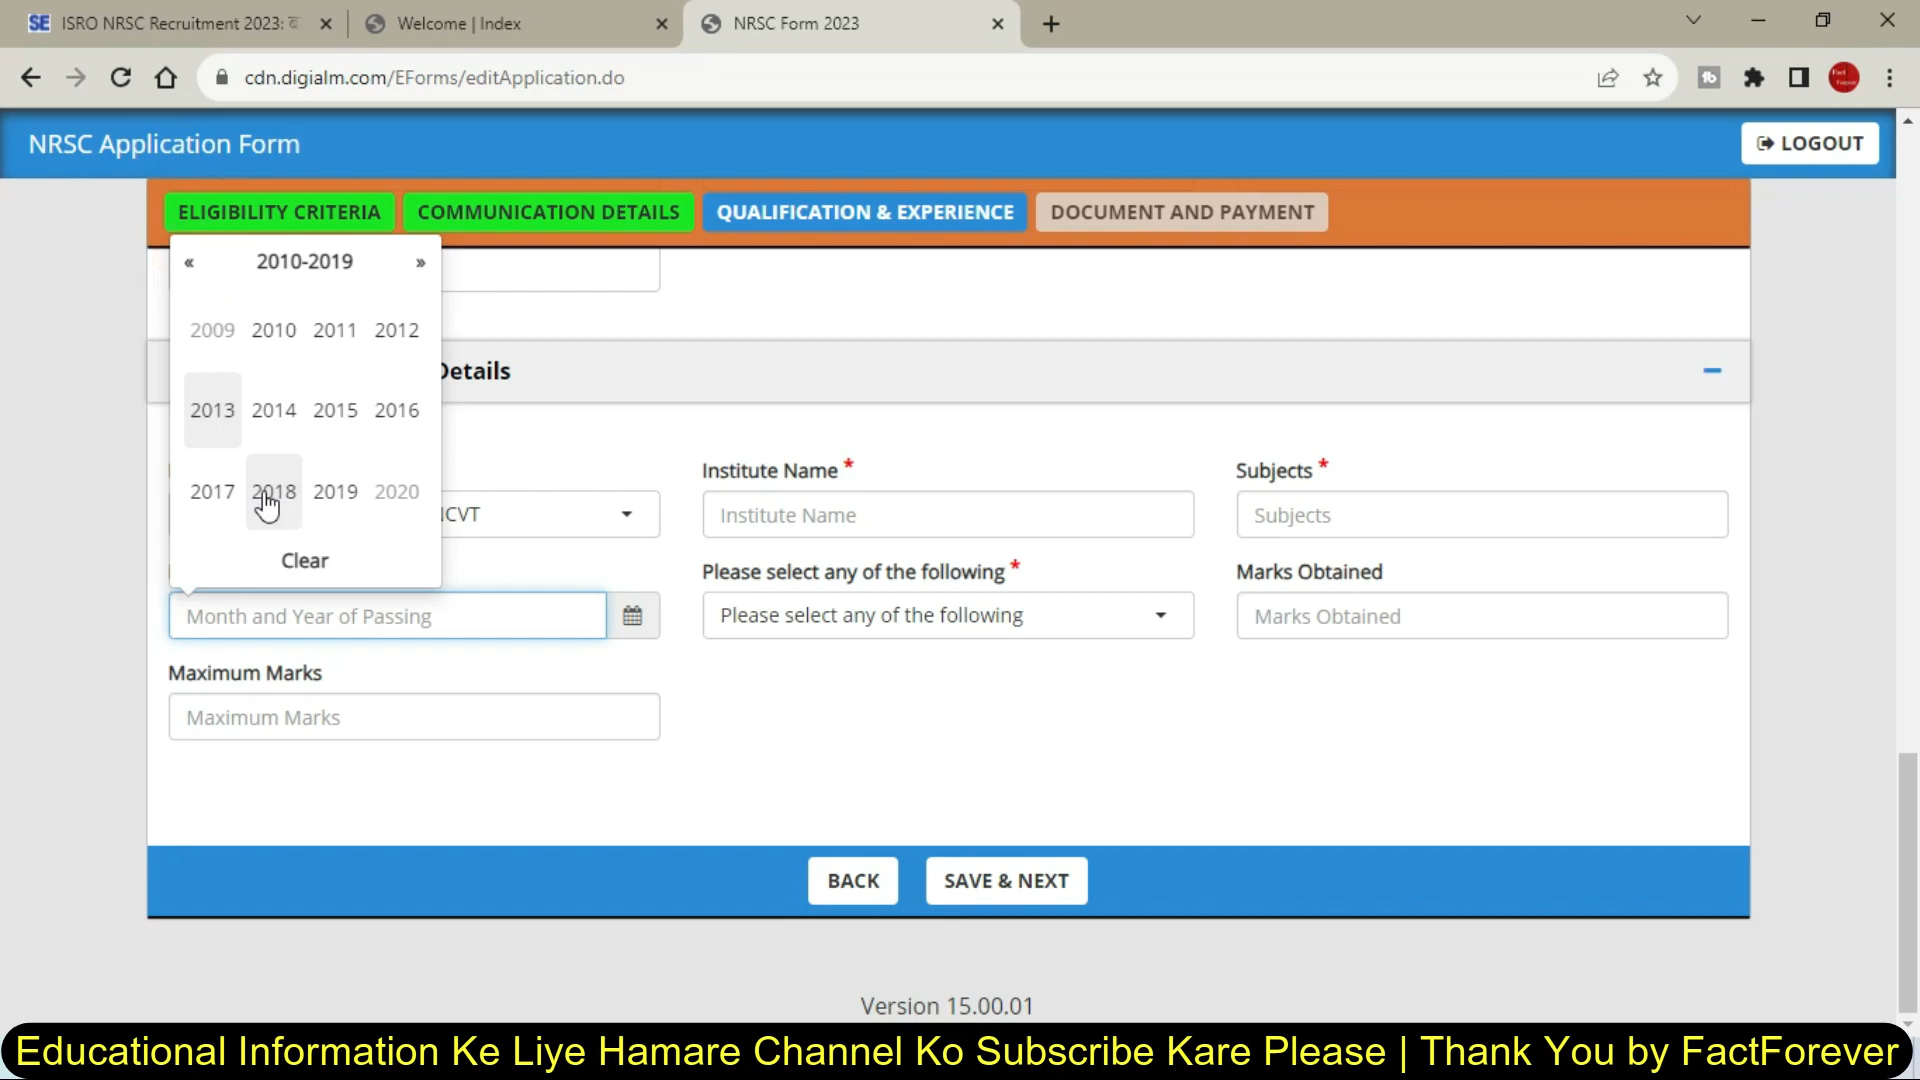 SE ISRO NRSC Recruitment 2023:
Welcome | Index
NRSC Form 2023
cdn.digialm.com/EForms/editApplication.do
NRSC Application Form
LOGOUT
ELIGIBILITY CRITERIA
COMMUNICATION DETAILS
QUALIFICATION & EXPERIENCE
DOCUMENT AND PAYMENT
« 2010-2019 »
2009 2010 2011 2012
2013 2014 2015 2016
2017 2018 2019 2020
Clear
Details
Institute Name *
Subjects *
Institute Name
Subjects
Please select any of the following *
Marks Obtained
Month and Year of Passing
Please select any of the following
Marks Obtained
Maximum Marks
Maximum Marks
BACK
SAVE & NEXT
Version 15.00.01
Educational Information Ke Liye Hamare Channel Ko Subscribe Kare Please | Thank You by FactForever